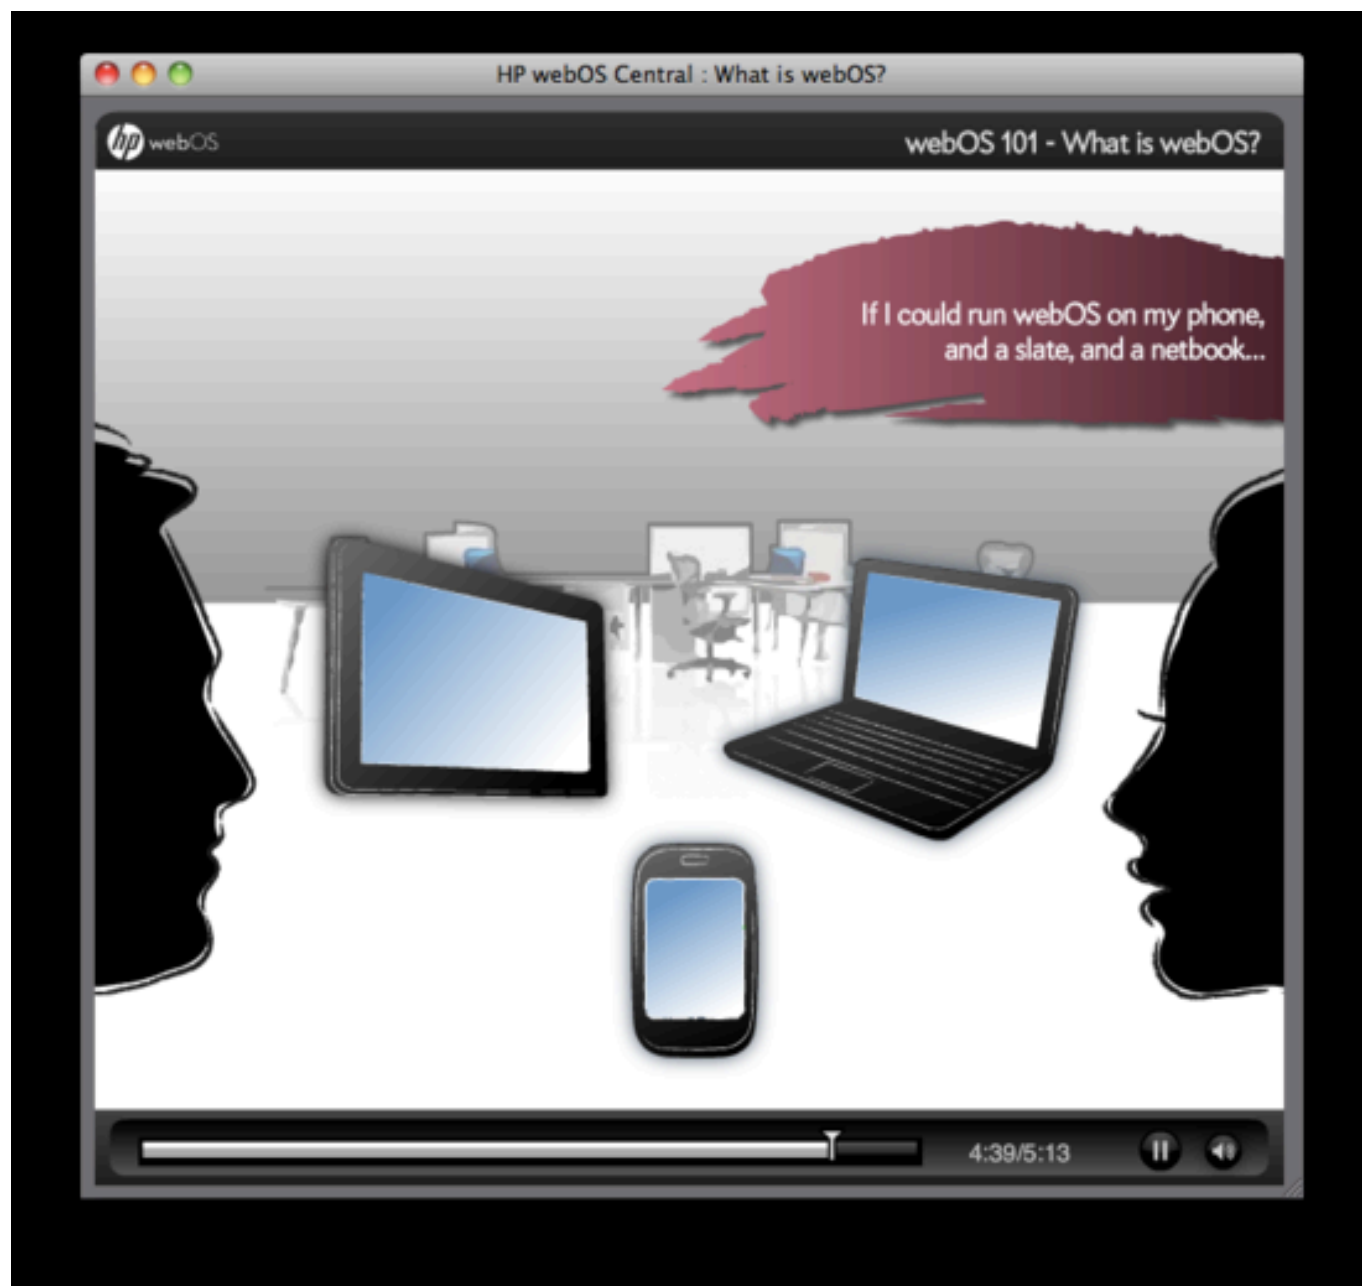 HP webOS Central : What is webOS?
hp webOS
webOS 101 - What is webOS?
If I could run webOS on my phone,
and a slate, and a netbook...
4:39/5:13